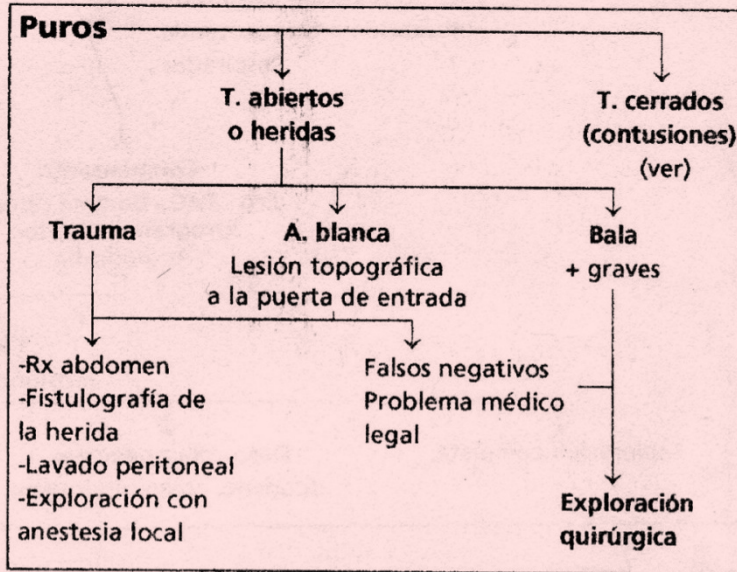 Puros
T. abiertos
o heridas
T. cerrados
(contusiones)
(ver)
Trauma
A. blanca
Lesión topográfica
a la puerta de entrada
Bala
+ graves
-Rx abdomen
-Fistulografía de
la herida
-Lavado peritoneal
-Exploración con
anestesia local
Falsos negativos
Problema médico
legal
Exploración
quirúrgica